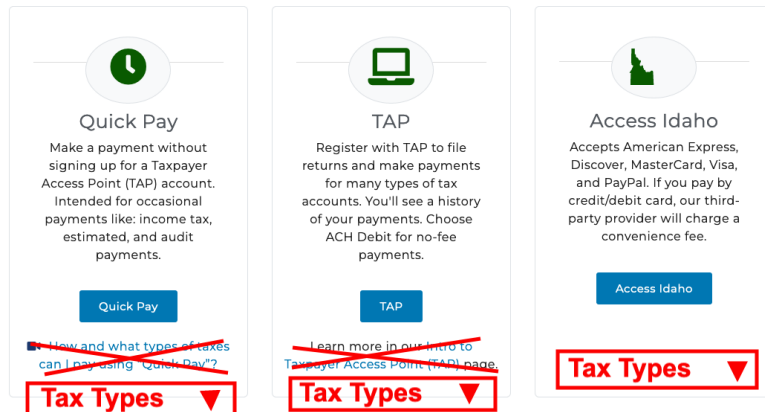 Quick Pay
Make a payment without
signing up for a Taxpayer
Access Point (TAP) account.
Intended for occasional
payments like: income tax,
estimated, and audit
payments.
Quick Pay
How and what types of taxes
can I pay using "Quick Pay"?
Tax Types
TAP
Register with TAP to file
returns and make payments
for many types of tax
accounts. You'll see a history
of your payments. Choose
ACH Debit for no-fee
payments.
TAP
Learn more in our Intro to
Taxpayer Access Point (TAP) page.
Tax Types
Access Idaho
Accepts American Express,
Discover, MasterCard, Visa,
and PayPal. If you pay by
credit/debit card, our third-
party provider will charge a
convenience fee.
Access Idaho
Tax Types